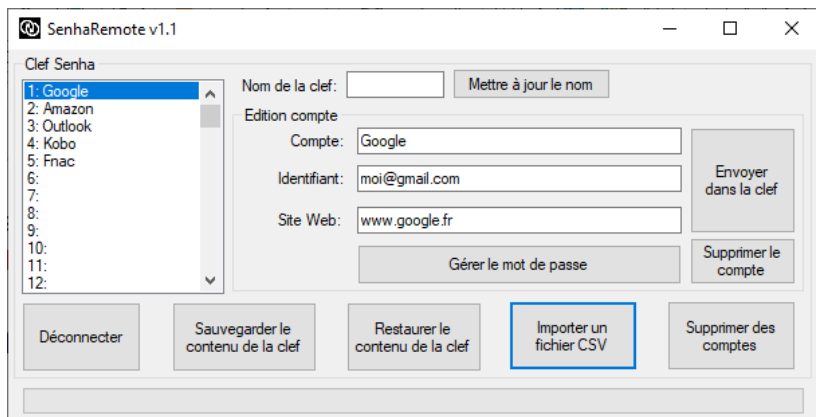 SenhaRemote v1.1
Clef Senha
1: Google
2: Amazon
3: Outlook
4: Kobo
5: Fnac
6:
7:
8:
9:
10:
11:
12:
Nom de la clef:
Mettre à jour le nom
Edition compte
Compte: Google
Identifiant: moi@gmail.com
Site Web: www.google.fr
Gérer le mot de passe
Envoyer
dans la clef
Supprimer le
compte
Déconnecter
Sauvegarder le
contenu de la clef
Restaurer le
contenu de la clef
Importer un
fichier CSV
Supprimer des
comptes